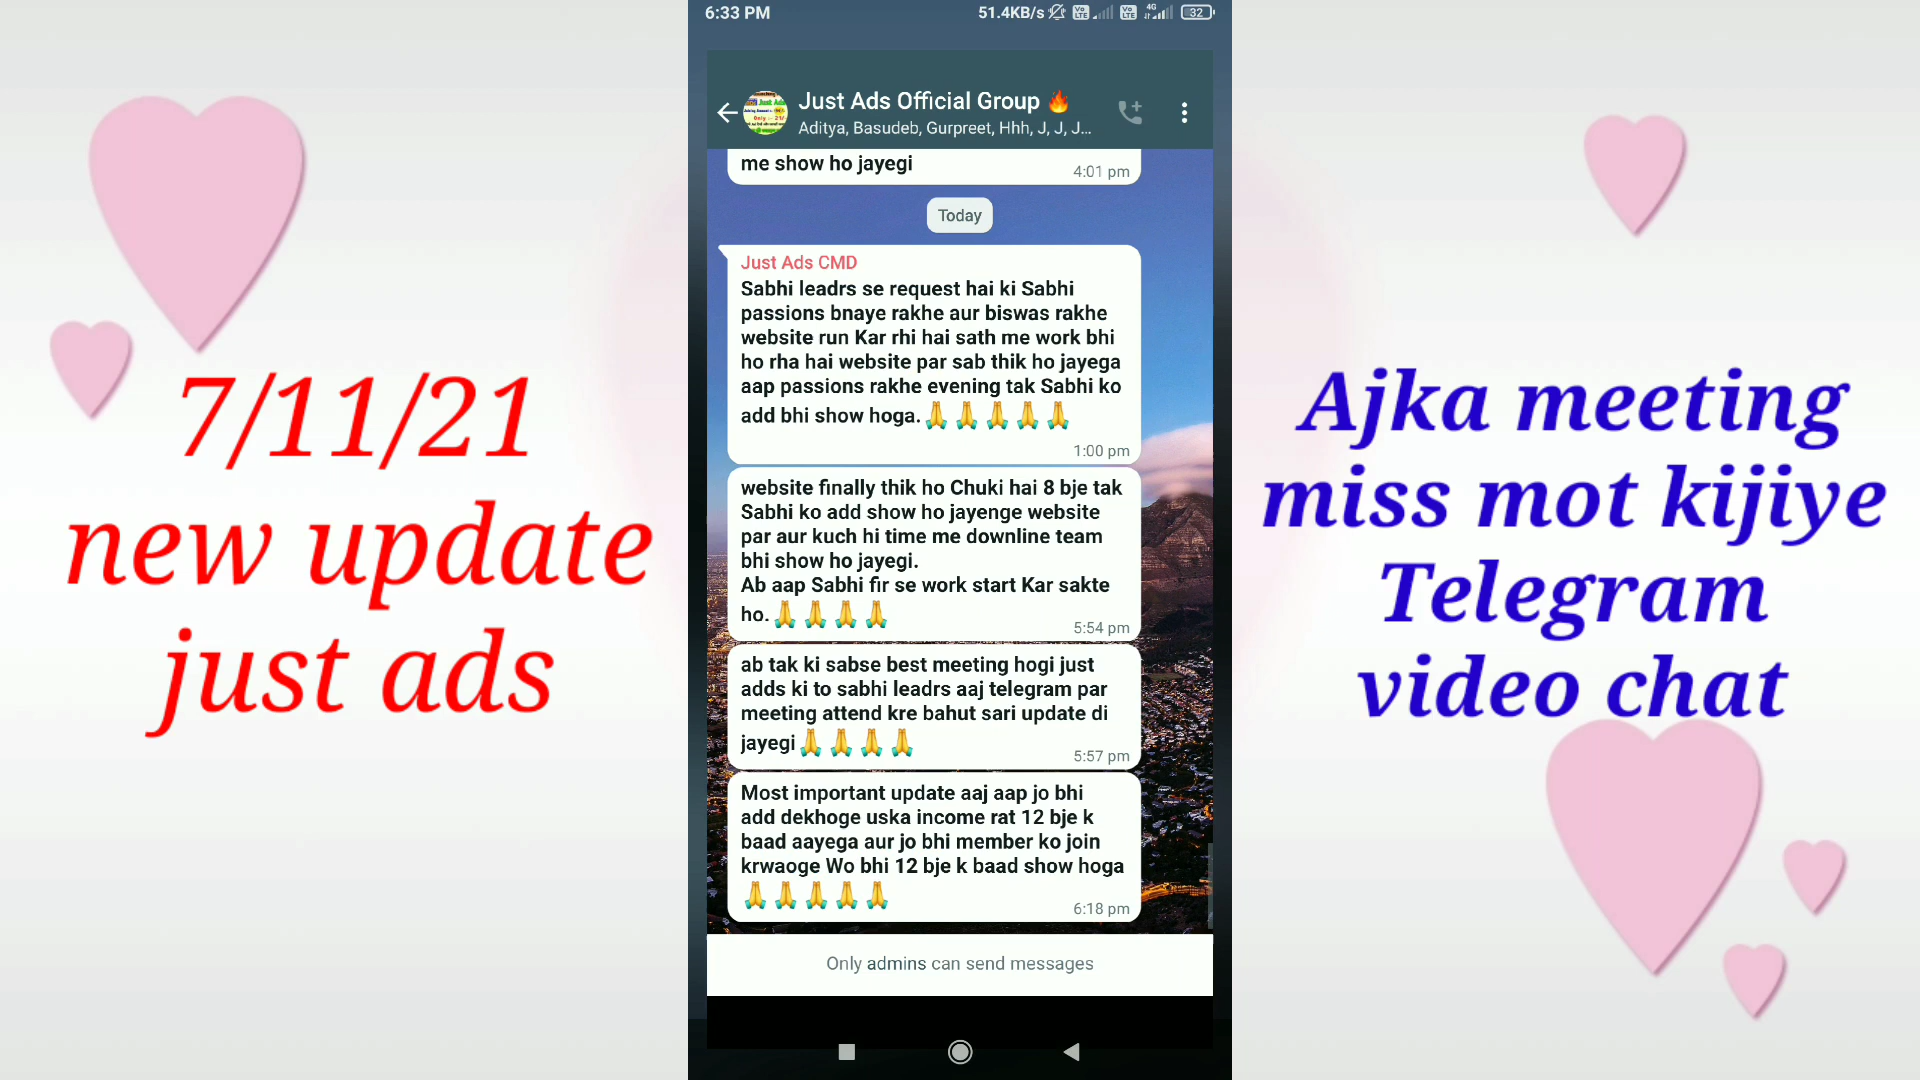 6:33 PM
51.4KB/s
Vo LTE
Vo LTE
4G
32
Just Ads Official Group 🔥
Aditya, Basudeb, Gurpreet, Hhh, J, J, J...
me show ho jayegi
4:01 pm
Today
Just Ads CMD
Sabhi leadrs se request hai ki Sabhi
passions bnaye rakhe aur biswas rakhe
website run Kar rhi hai sath me work bhi
ho rha hai website par sab thik ho jayega
aap passions rakhe evening tak Sabhi ko
add bhi show hoga.🙏🙏🙏🙏🙏
1:00 pm
website finally thik ho Chuki hai 8 bje tak
Sabhi ko add show ho jayenge website
par aur kuch hi time me downline team
bhi show ho jayegi.
Ab aap Sabhi fir se work start Kar sakte
ho.🙏🙏🙏🙏
5:54 pm
ab tak ki sabse best meeting hogi just
adds ki to sabhi leadrs aaj telegram par
meeting attend kre bahut sari update di
jayegi🙏🙏🙏🙏
5:57 pm
Most important update aaj aap jo bhi
add dekhoge uska income rat 12 bje k
baad aayega aur jo bhi member ko join
krwaoge Wo bhi 12 bje k baad show hoga
🙏🙏🙏🙏🙏
6:18 pm
Only admins can send messages
7/11/21
new update
just ads
Ajka meeting
miss mot kijiye
Telegram
video chat